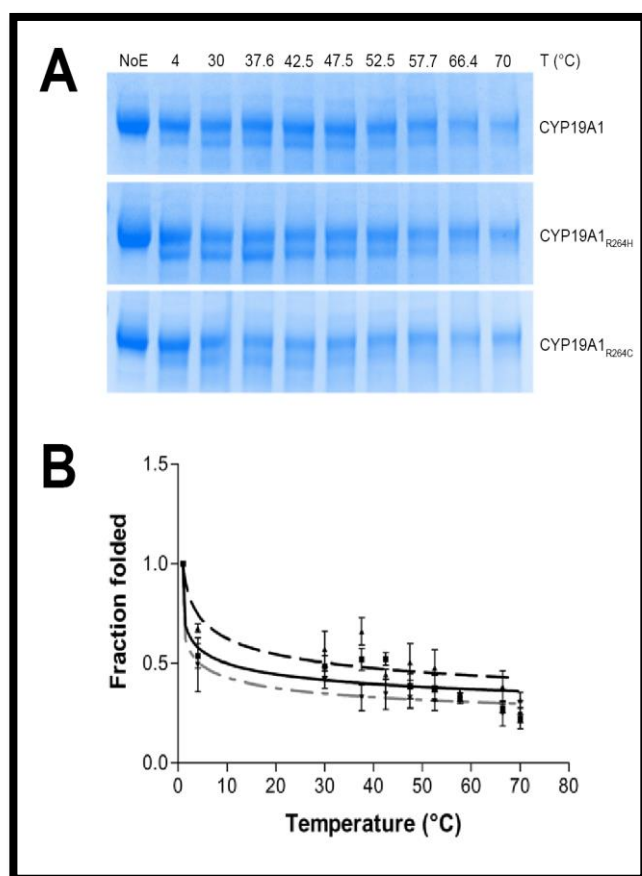 A
NoE 4 30 37.6 42.5 47.5 52.5 57.7 66.4 70 T (°C)
CYP19A1
CYP19A1R264H
CYP19A1R264C
B
1.5
1.0
0.5
0.0
Fraction folded
0 10 20 30 40 50 60 70 80
Temperature (°C)